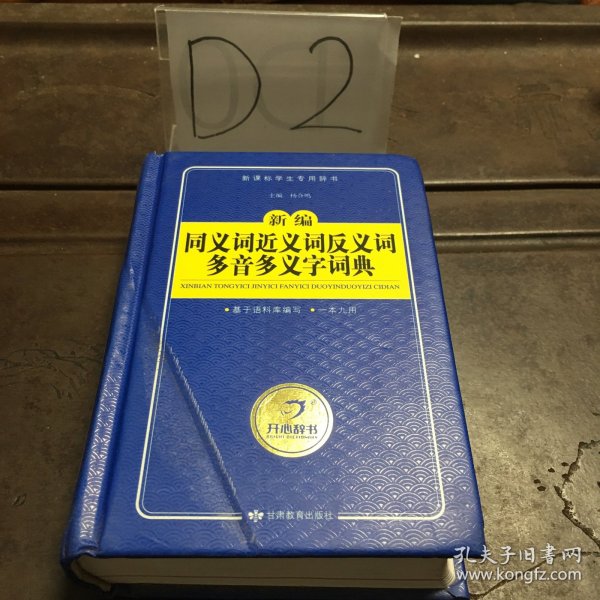 D2
新课标学生专用辞书
主编 杨合鸣
新编
同义词近义词反义词
多音多义字词典
XINBIAN TONGYICI JINYICI FANYICI DUOYINDUOYIZI CIDIAN
•基于语料库编写 •一本九用
开心辞书
甘肃教育出版社
孔夫子旧书网
www.kongfz.com